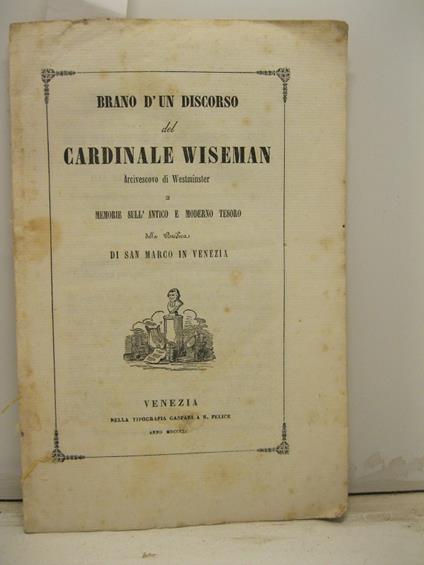 BRANO D'UN DISCORSO
del
CARDINALE WISEMAN
Arcivescovo di Westminster
E
MEMORIE SULL' ANTICO E MODERNO TESORO
della Basilica
DI SAN MARCO IN VENEZIA
VENEZIA
NELLA TIPOGRAFIA GASPARI A S. FELICE
ANNO